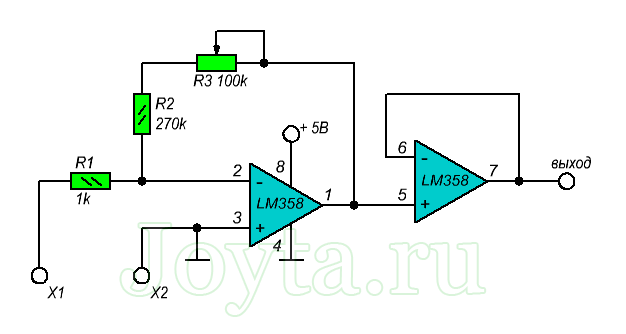 R3 100k
R2
270k
+ 5В
8
R1
1k
2
-
LM358
3
+
1
4
6
-
LM358
5
+
7
выход
X1
X2
Joyta.ru